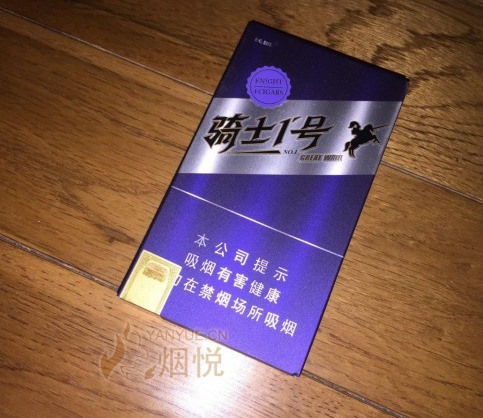 KNIGHT
ECIGARS
骑士1号
NO.1
GREAT WALL
本公司提示
吸烟有害健康
勿在禁烟场所吸烟
YANYUE.CN
烟悦